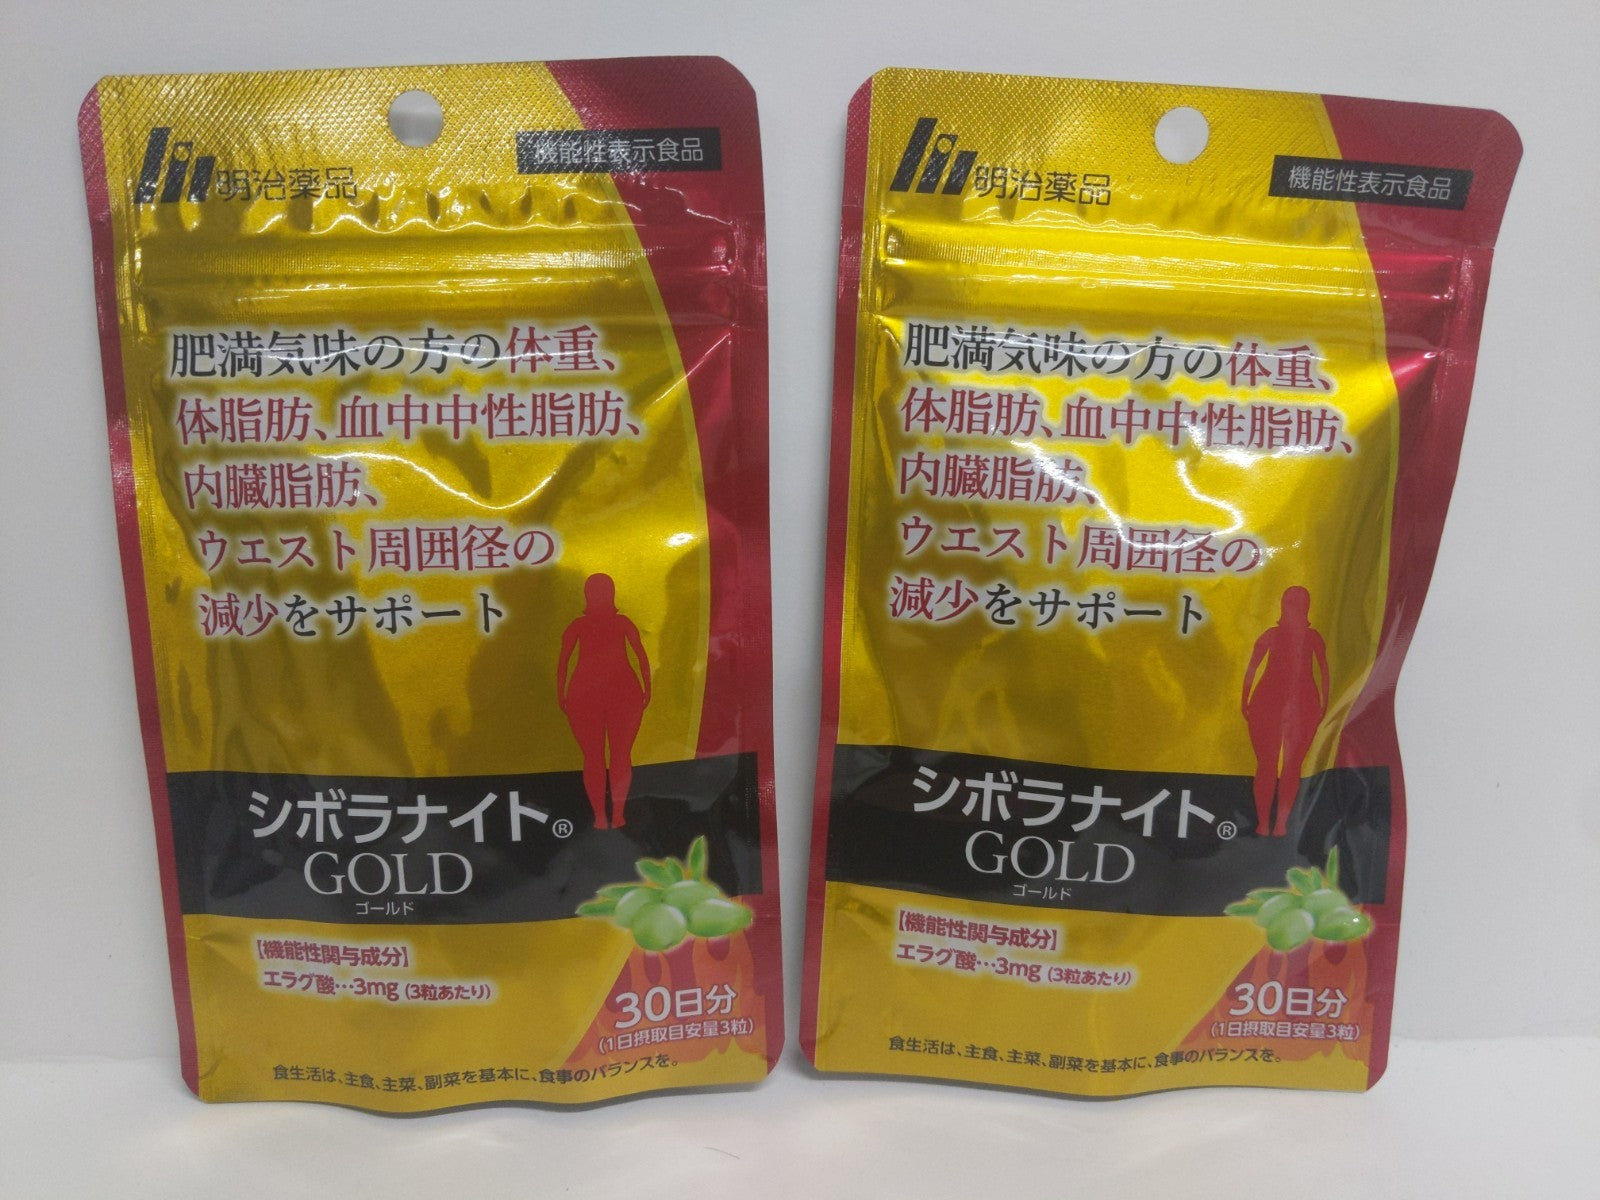 明治薬品
機能性表示食品
肥満気味の方の体重、
体脂肪、血中中性脂肪、
内臓脂肪、
ウエスト周囲径の
減少をサポート
シボラナイト®
GOLD
ゴールド
【機能性関与成分】
エラグ酸…3mg (3粒あたり)
30日分
(1日摂取目安量3粒)
食生活は、主食、主菜、副菜を基本に、食事のバランスを。
明治薬品
機能性表示食品
肥満気味の方の体重、
体脂肪、血中中性脂肪、
内臓脂肪、
ウエスト周囲径の
減少をサポート
シボラナイト®
GOLD
ゴールド
【機能性関与成分】
エラグ酸…3mg (3粒あたり)
30日分
(1日摂取目安量3粒)
食生活は、主食、主菜、副菜を基本に、食事のバランスを。